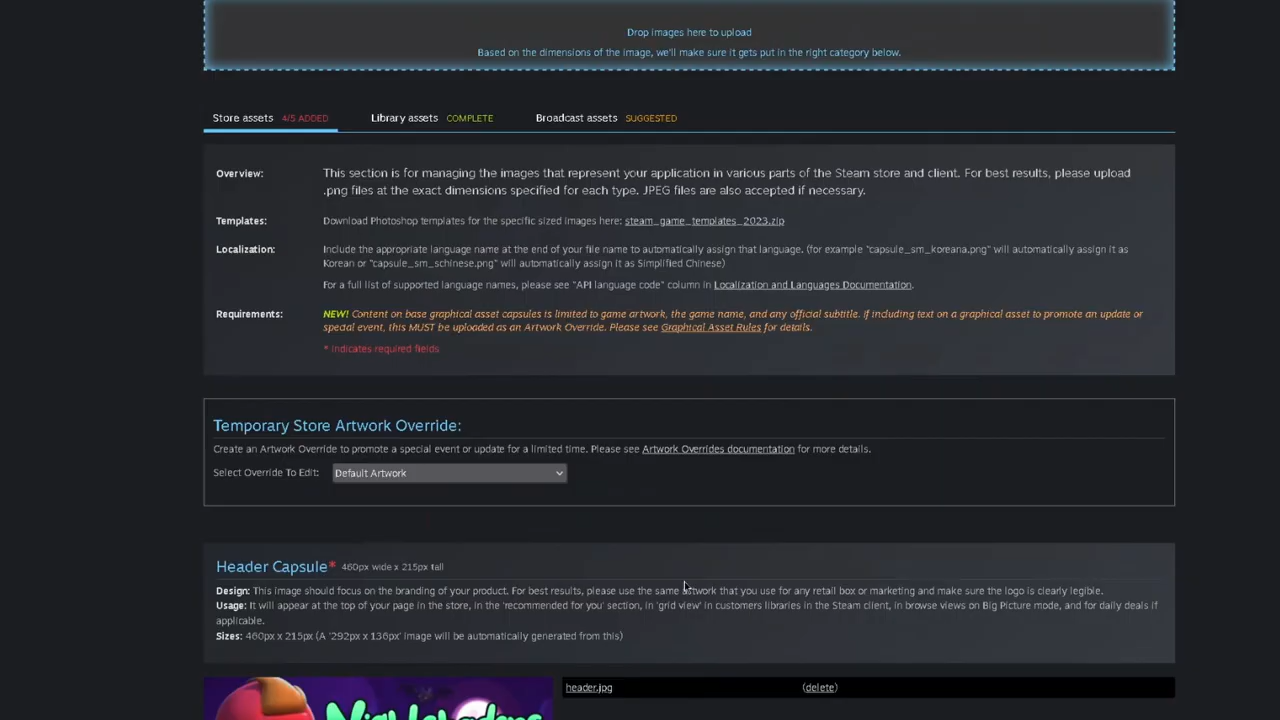 Drop images here to upload
Based on the dimensions of the image, we'll make sure it gets put in the right category below.
Store assets 4/5 ADDED Library assets COMPLETE Broadcast assets SUGGESTED
Overview: This section is for managing the images that represent your application in various parts of the Steam store and client. For best results, please upload
.png files at the exact dimensions specified for each type. JPEG files are also accepted if necessary.
Templates: Download Photoshop templates for the specific sized images here: steam_game_templates_2023.zip
Localization: Include the appropriate language name at the end of your file name to automatically assign that language. (for example "capsule_sm_koreana.png" will automatically assign it as
Korean or "capsule_sm_schinese.png" will automatically assign it as Simplified Chinese)
For a full list of supported language names, please see "API language code" column in Localization and Languages Documentation.
Requirements: NEW! Content on base graphical asset capsules is limited to game artwork, the game name, and any official subtitle. If including text on a graphical asset to promote an update or
special event, this MUST be uploaded as an Artwork Override. Please see Graphical Asset Rules for details.
* indicates required fields
Temporary Store Artwork Override:
Create an Artwork Override to promote a special event or update for a limited time. Please see Artwork Overrides documentation for more details.
Select Override To Edit: Default Artwork
Header Capsule* 460px wide x 215px tall
Design: This image should focus on the branding of your product. For best results, please use the same artwork that you use for any retail box or marketing and make sure the logo is clearly legible.
Usage: It will appear at the top of your page in the store, in the 'recommended for you' section, in 'grid view' in customers libraries in the Steam client, in browse views on Big Picture mode, and for daily deals if
applicable.
Sizes: 460px x 215px (A '292px x 136px' image will be automatically generated from this)
header.jpg (delete)